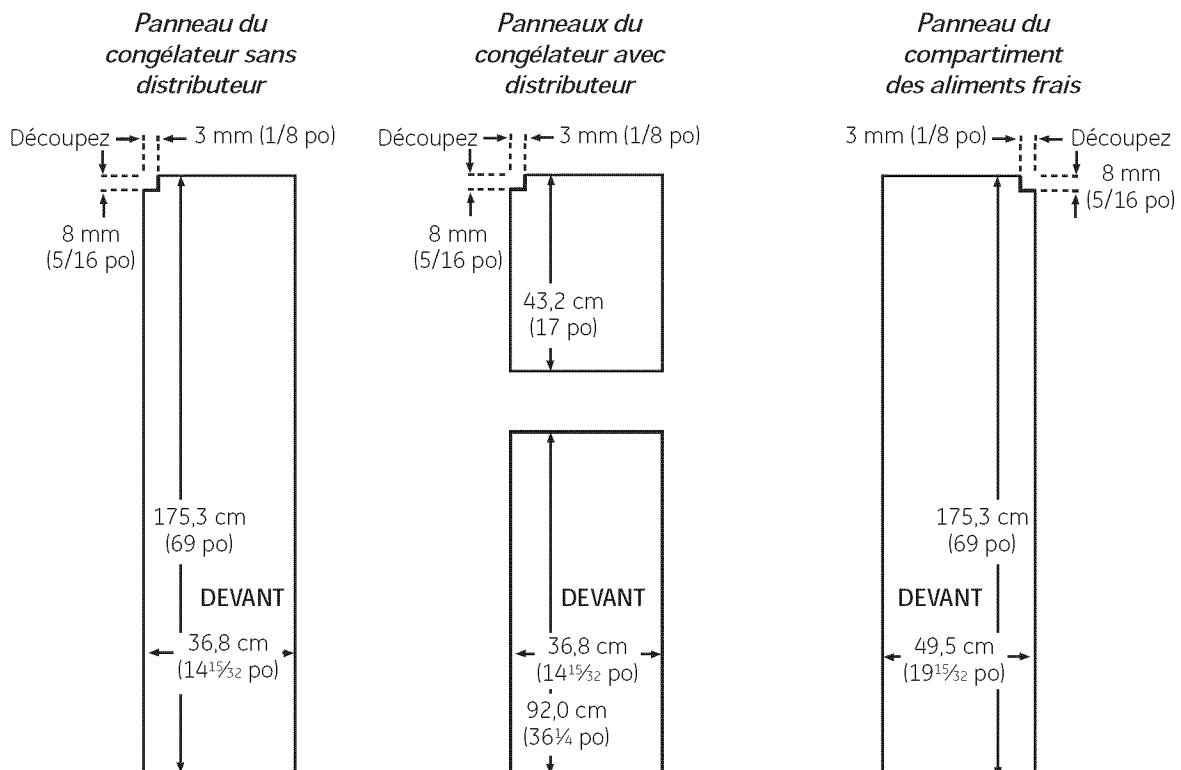 Panneau du
congélateur sans
distributeur
Découpez
3 mm (1/8 po)
8 mm
(5/16 po)
175,3 cm
(69 po)
DEVANT
36,8 cm
(14 15/32 po)
Panneaux du
congélateur avec
distributeur
Découpez
3 mm (1/8 po)
8 mm
(5/16 po)
43,2 cm
(17 po)
DEVANT
36,8 cm
(14 15/32 po)
92,0 cm
(36 1/4 po)
Panneau du
compartiment
des aliments frais
3 mm (1/8 po)
Découpez
8 mm
(5/16 po)
175,3 cm
(69 po)
DEVANT
49,5 cm
(19 15/32 po)